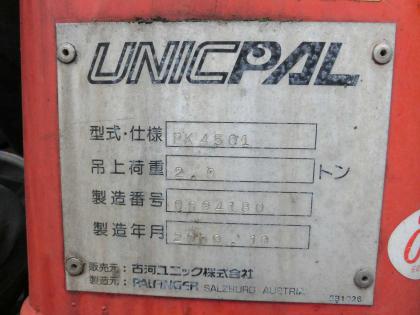 UNICPAL
型式・仕様 PK4501
吊上荷重 トン
製造番号
製造年月
販売元：古河ユニック株式会社
製造元：PALFINGER SALZBURG AUSTRIA